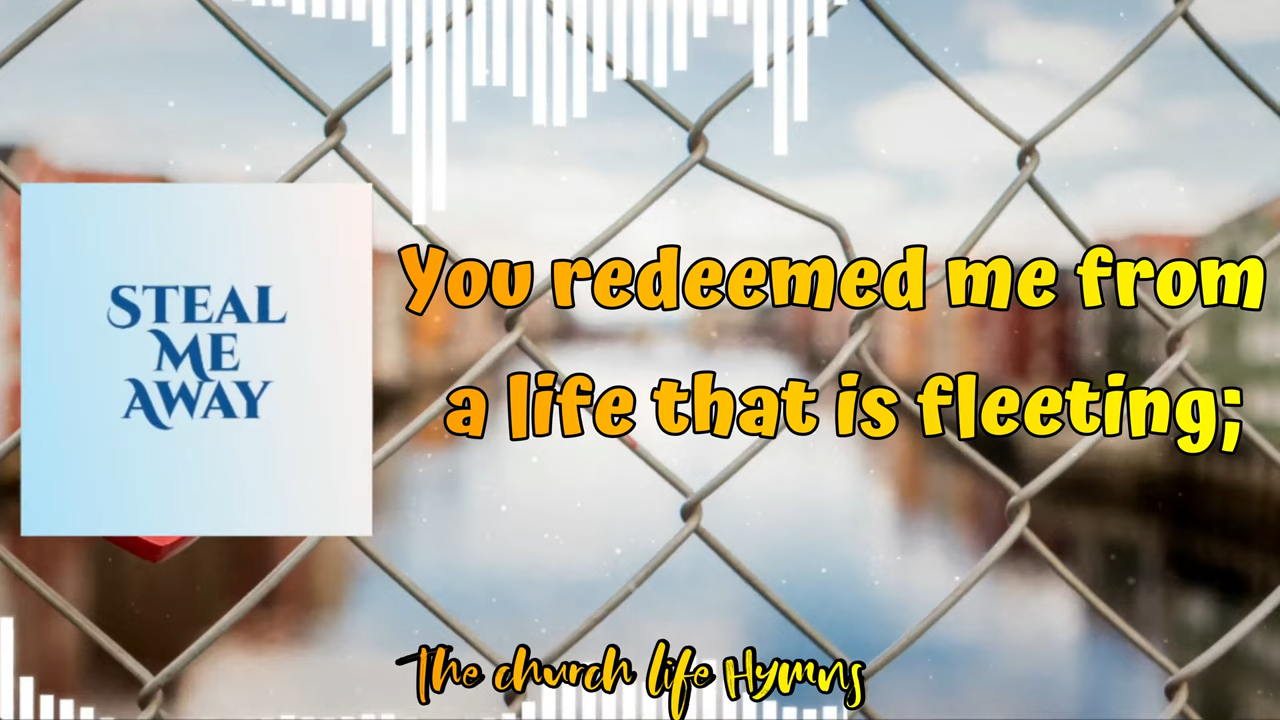 STEAL
ME
AWAY
You redeemed me from
a life that is fleeting;
The church life Hymns